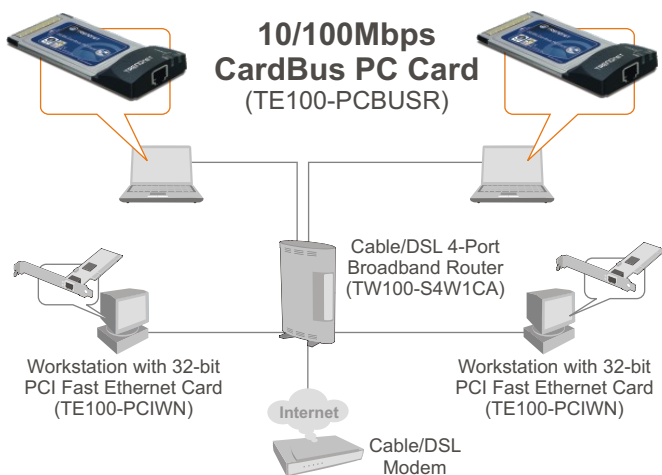 10/100Mbps
CardBus PC Card
(TE100-PCBUSR)
TRENDNET
TRENDNET
Cable/DSL 4-Port
Broadband Router
(TW100-S4W1CA)
Workstation with 32-bit
PCI Fast Ethernet Card
(TE100-PCIWN)
Workstation with 32-bit
PCI Fast Ethernet Card
(TE100-PCIWN)
Internet
Cable/DSL
Modem